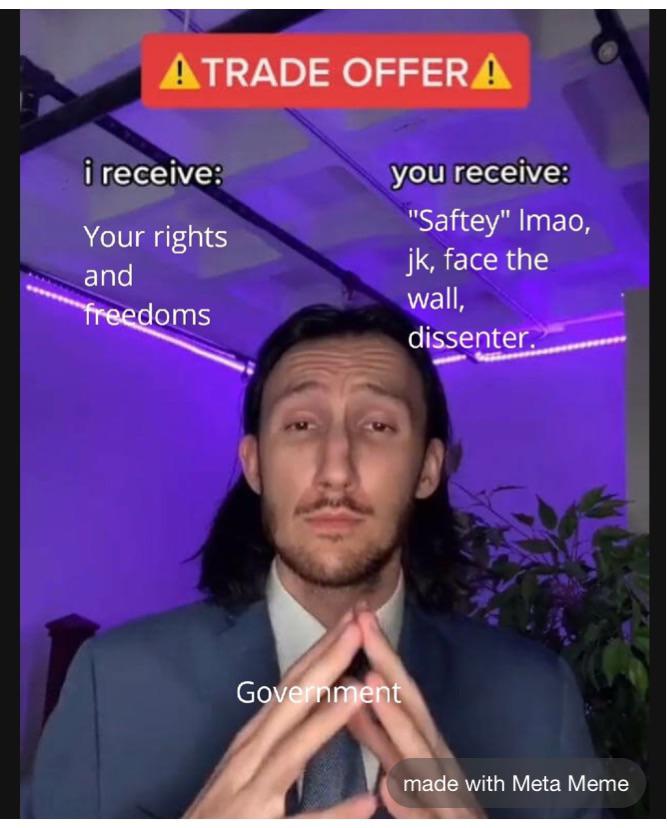 ⚠️TRADE OFFER⚠️
i receive:
you receive:
Your rights
and
freedoms
"Saftey" lmao,
jk, face the
wall,
dissenter.
Government
made with Meta Meme